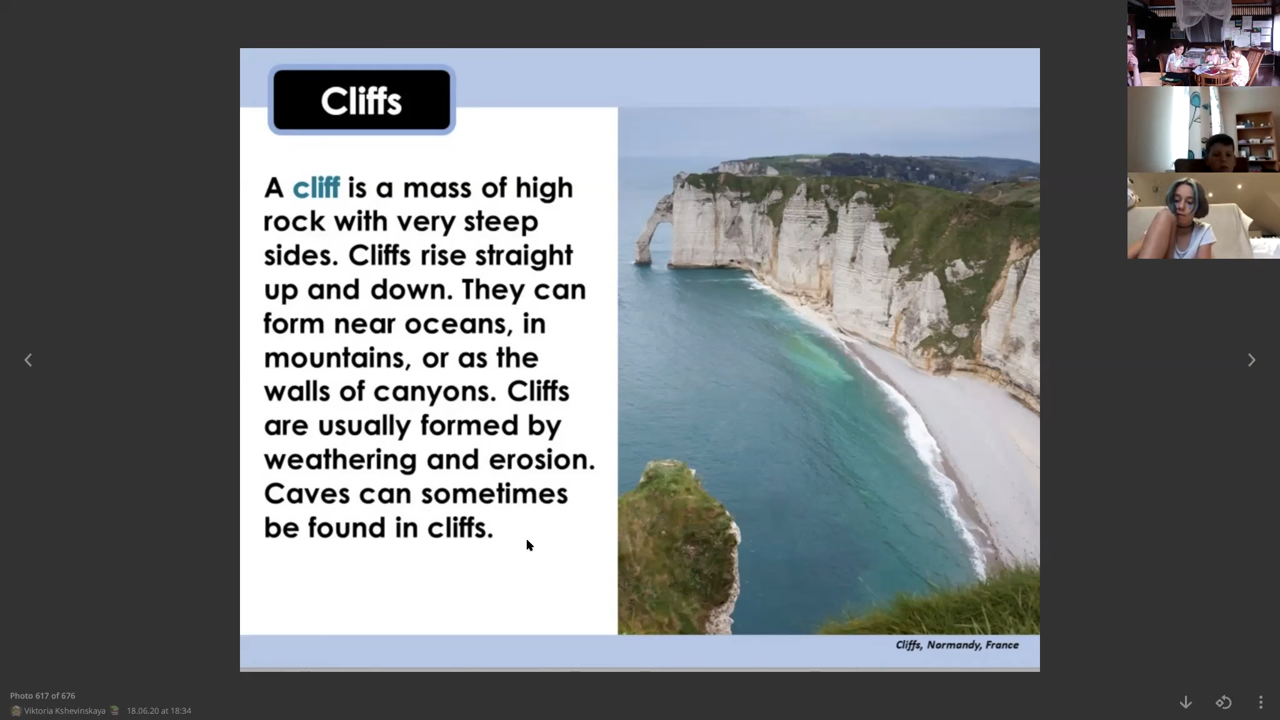 Cliffs
A cliff is a mass of high
rock with very steep
sides. Cliffs rise straight
up and down. They can
form near oceans, in
mountains, or as the
walls of canyons. Cliffs
are usually formed by
weathering and erosion.
Caves can sometimes
be found in cliffs.
Cliffs, Normandy, France
Photo 617 of 676
Viktoria Kshevinskaya 18.06.20 at 18:34